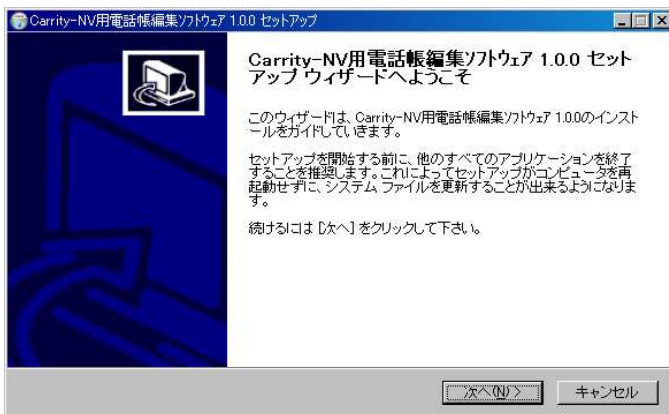 Carrity-NV用電話帳編集ソフトウェア 1.0.0 セットアップ
Carrity-NV用電話帳編集ソフトウェア 1.0.0 セット
アップ ウィザードへようこそ
このウィザードは、Carrity-NV用電話帳編集ソフトウェア 1.0.0のインスト
ールをガイドしていきます。
セットアップを開始する前に、他のすべてのアプリケーションを終了
することを推奨します。これによってセットアップがコンピュータを再
起動せずに、システム ファイルを更新することが出来るようになりま
す。
続けるには [次へ] をクリックして下さい。
次へ(N) >
キャンセル